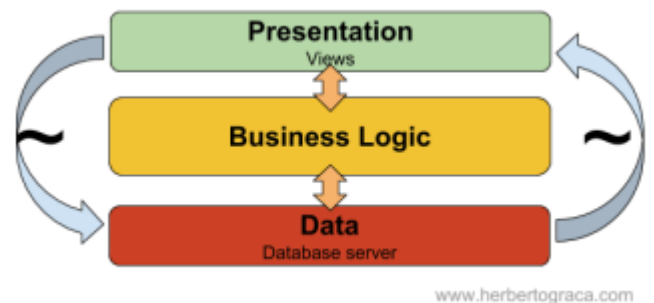 Presentation
Views
~
~
Business Logic
Data
Database server
www.herbertograca.com